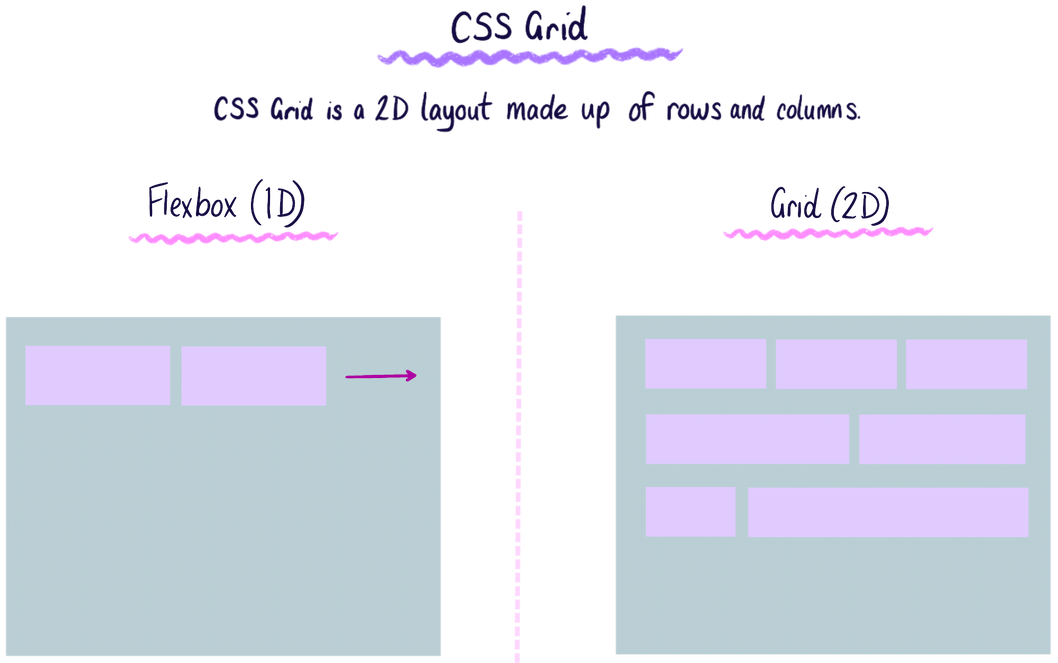 CSS Grid
CSS Grid is a 2D layout made up of rows and columns.
Flexbox (1D)
Grid (2D)